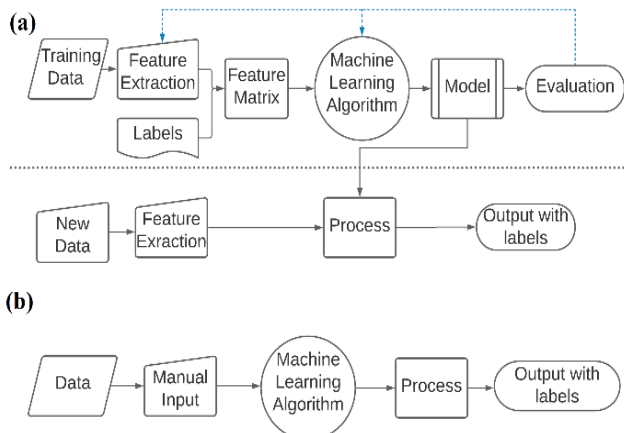 (a)
Training
Data
Feature
Extraction
Labels
Feature
Matrix
Machine
Learning
Algorithm
Model
Evaluation
New
Data
Feature
Exraction
Process
Output with
labels
(b)
Data
Manual
Input
Machine
Learning
Algorithm
Process
Output with
labels